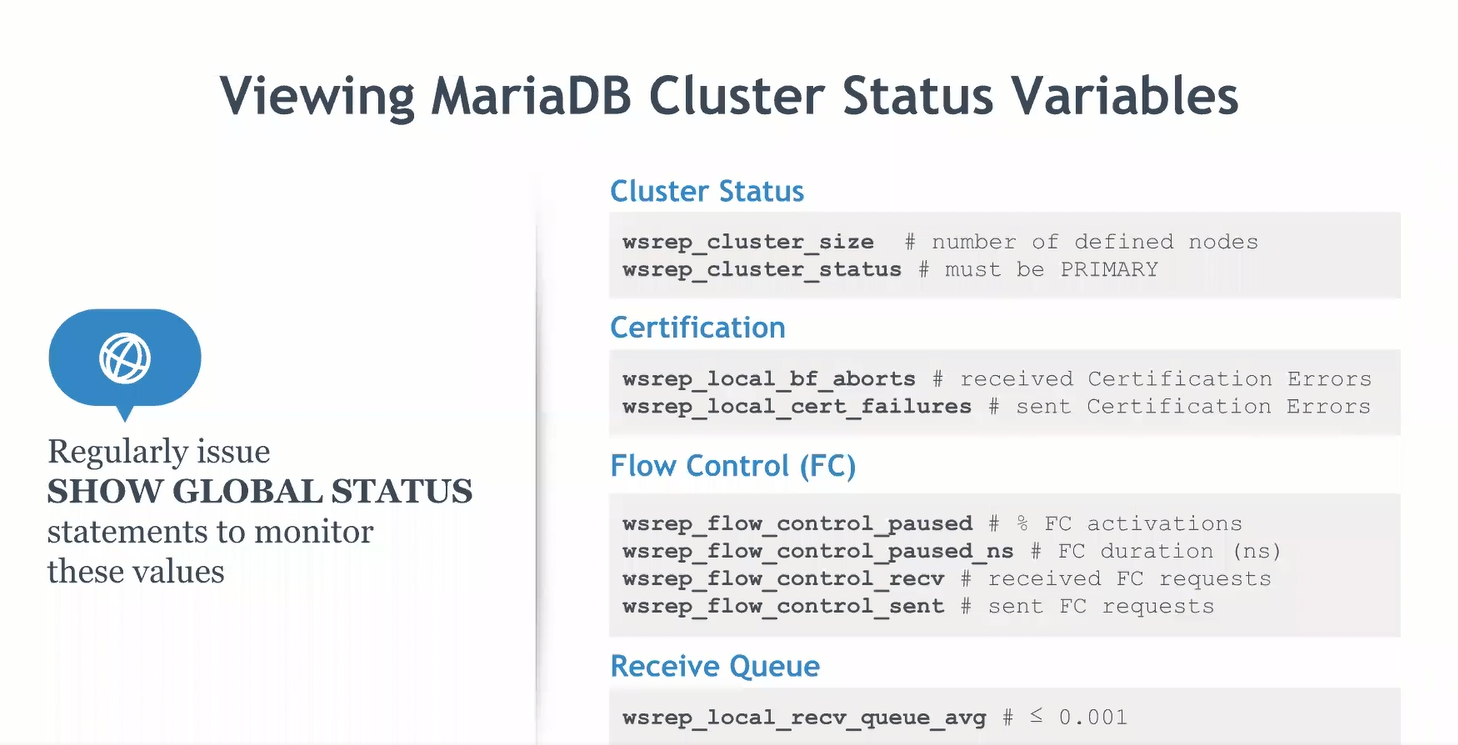 Viewing MariaDB Cluster Status Variables
Regularly issue
SHOW GLOBAL STATUS
statements to monitor
these values
Cluster Status
wsrep_cluster_size # number of defined nodes
wsrep_cluster_status # must be PRIMARY
Certification
wsrep_local_bf_aborts # received Certification Errors
wsrep_local_cert_failures # sent Certification Errors
Flow Control (FC)
wsrep_flow_control_paused # % FC activations
wsrep_flow_control_paused_ns # FC duration (ns)
wsrep_flow_control_recv # received FC requests
wsrep_flow_control_sent # sent FC requests
Receive Queue
wsrep_local_recv_queue_avg # ≤ 0.001